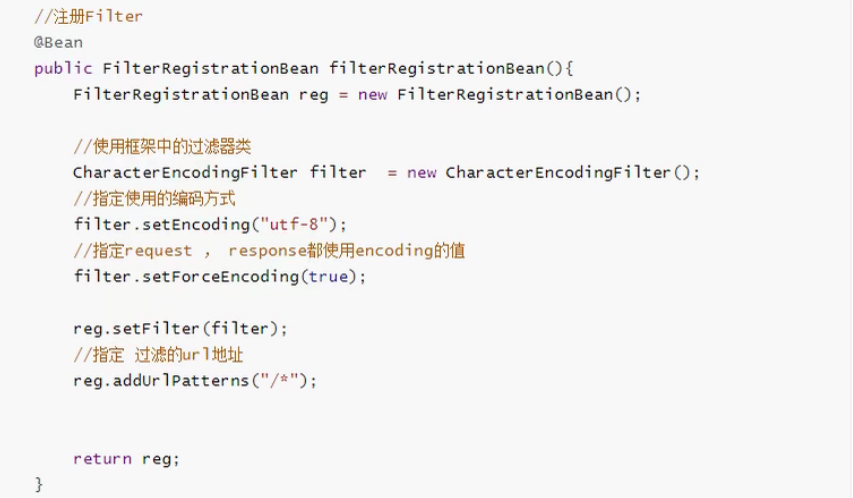 //注册Filter
@Bean
public FilterRegistrationBean filterRegistrationBean(){
    FilterRegistrationBean reg = new FilterRegistrationBean();
    //使用框架中的过滤器类
    CharacterEncodingFilter filter  = new CharacterEncodingFilter();
    //指定使用的编码方式
    filter.setEncoding("utf-8");
    //指定request ， response都使用encoding的值
    filter.setForceEncoding(true);
    reg.setFilter(filter);
    //指定 过滤的url地址
    reg.addUrlPatterns("/*");
    return reg;
}